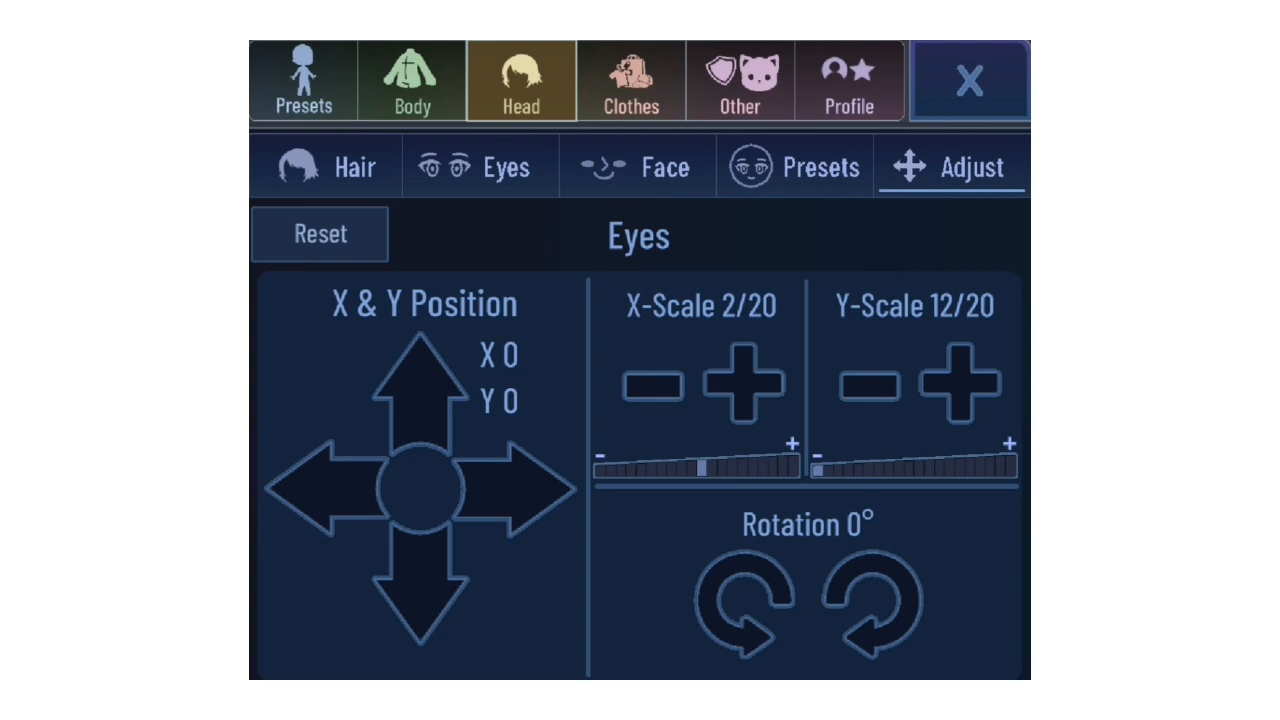 Presets
Body
Head
Clothes
Other
Profile
X
Hair
Eyes
Face
Presets
Adjust
Reset
Eyes
X & Y Position
X 0
Y 0
X-Scale 2/20
Y-Scale 12/20
- +
- +
Rotation 0°